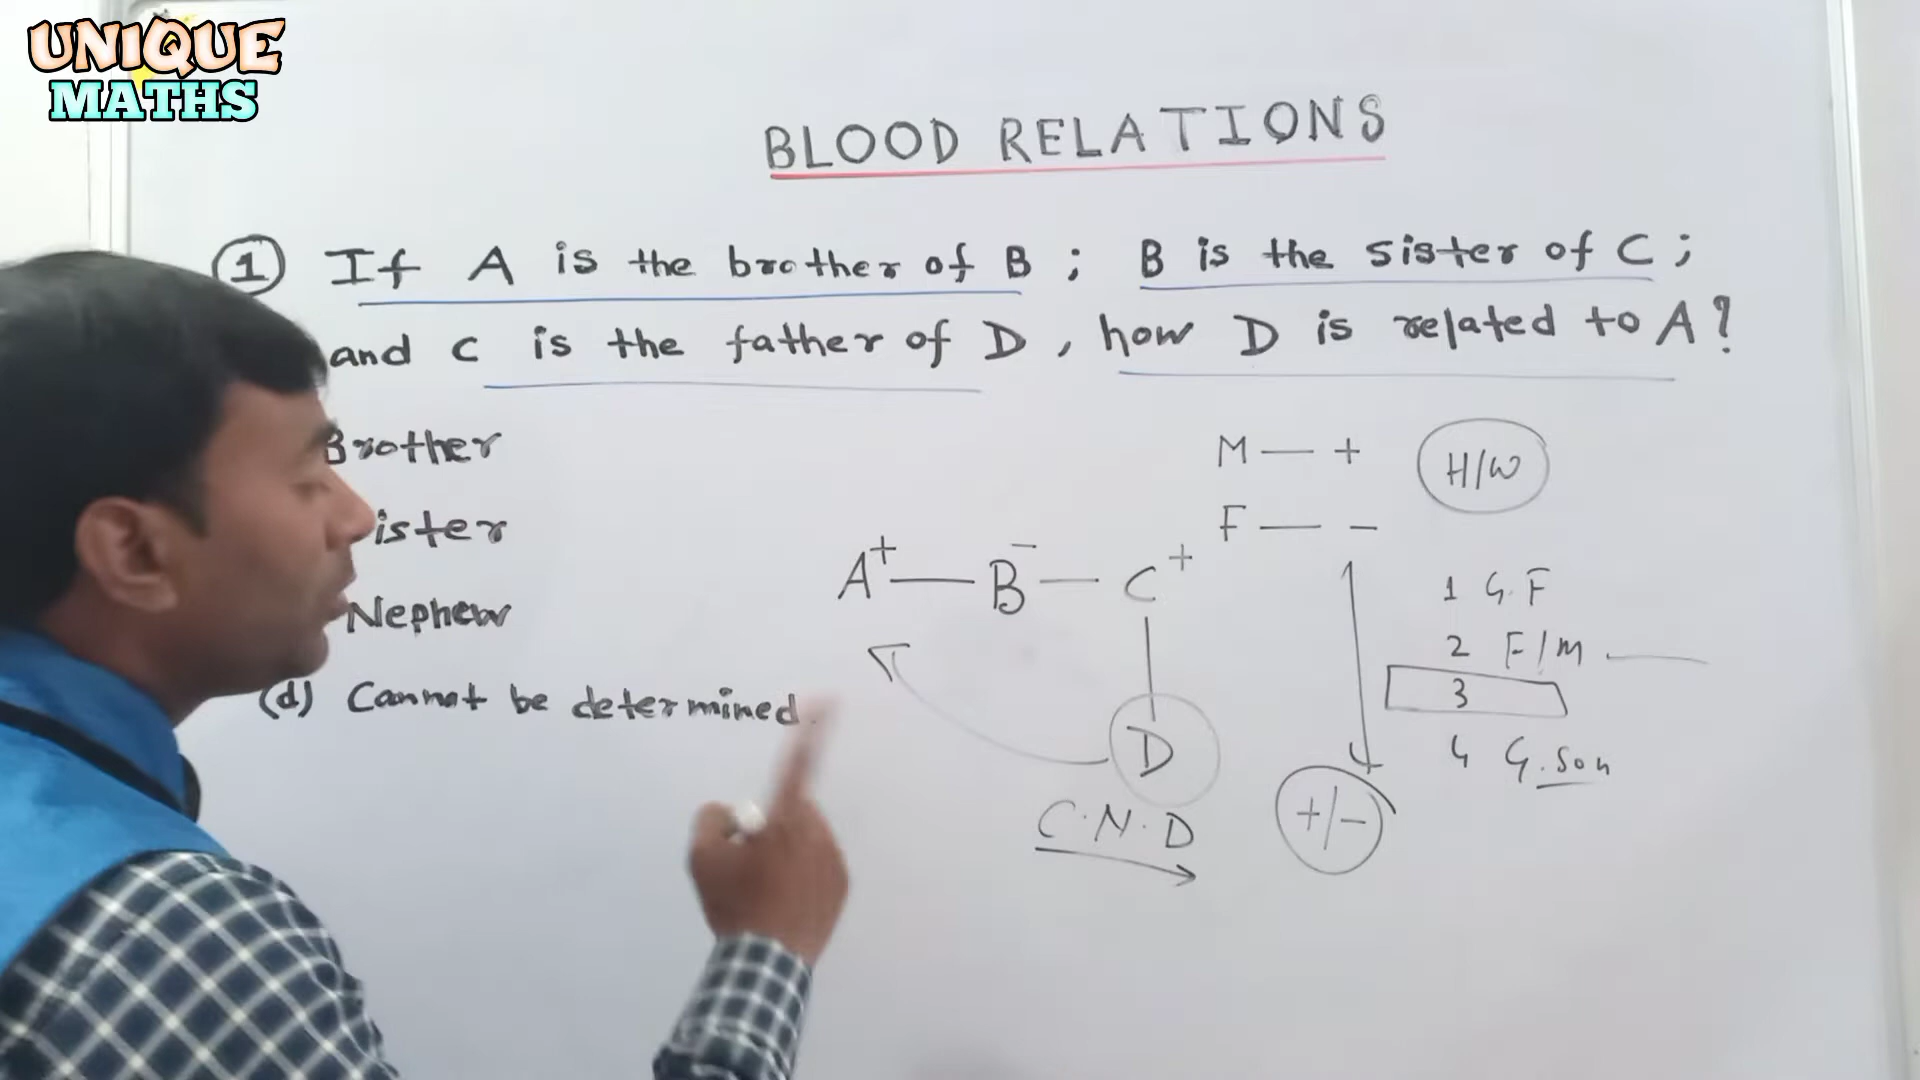 UNIQUE
MATHS
BLOOD RELATIONS
① If A is the brother of B ; B is the sister of C ;
and C is the father of D , how D is related to A ?
Brother
ister
Nephew
(d) Cannot be determined.
M — +
F — −
H/W
A+ — B− — C+
D
C.N.D
+/−
1 G.F
2 F/M
3
4 G.Son